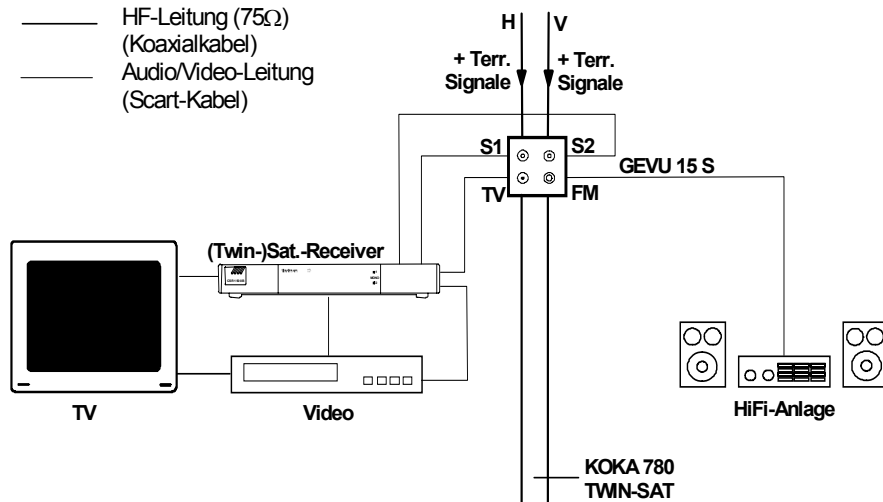 HF-Leitung (75Ω)
(Koaxialkabel)
Audio/Video-Leitung
(Scart-Kabel)
H
V
+ Terr.
Signale
+ Terr.
Signale
S1
S2
TV
FM
GEVU 15 S
(Twin-)Sat.-Receiver
TV
Video
HiFi-Anlage
KOKA 780
TWIN-SAT